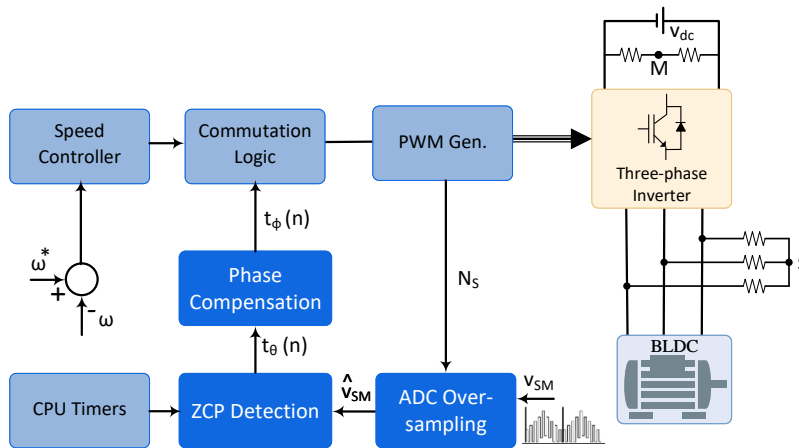 v_dc
M
Speed
Controller
Commutation
Logic
PWM Gen.
Three-phase
Inverter
t_ϕ(n)
ω*
+
-
ω
Phase
Compensation
N_S
S
t_θ(n)
BLDC
CPU Timers
ZCP Detection
v̂_SM
ADC Over-
sampling
v_SM